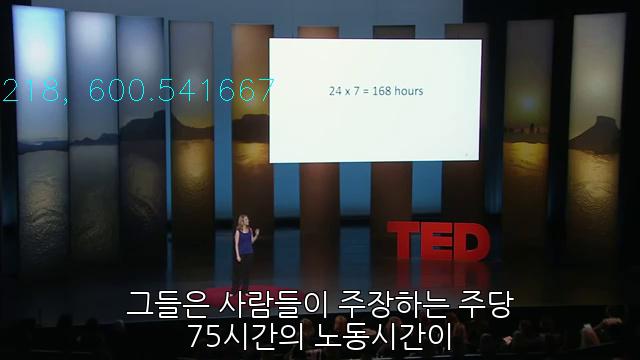 218, 600.541667
24 x 7 = 168 hours
TED
그들은 사람들이 주장하는 주당
75시간의 노동시간이